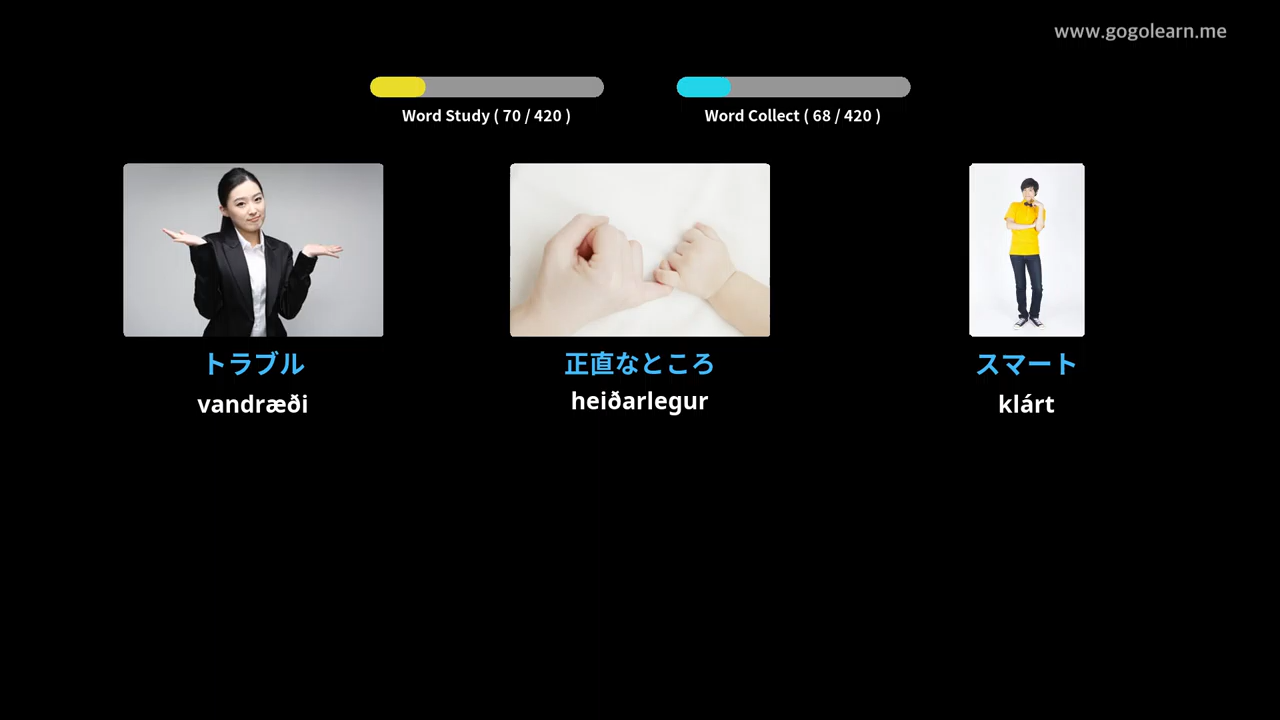 www.gogolearn.me
Word Study ( 70 / 420 )
Word Collect ( 68 / 420 )
トラブル
vandræði
正直なところ
heiðarlegur
スマート
klárt